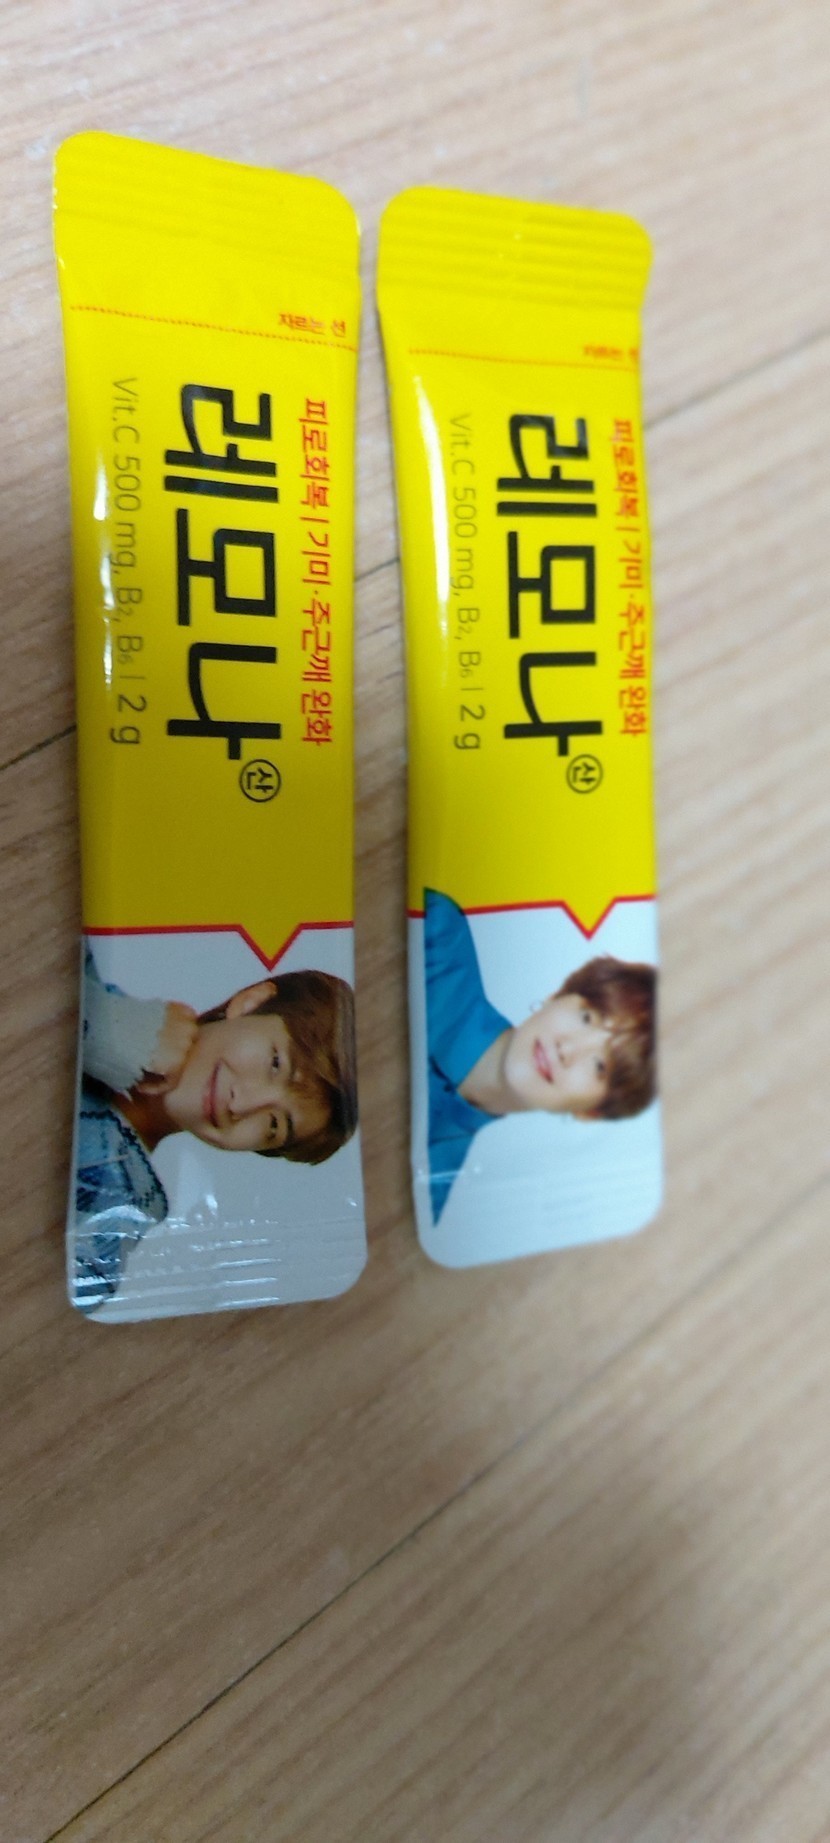 자르는 선
피로회복 | 기미·주근깨 완화
레모나산
Vit.C 500 mg, B₂, B₆ | 2 g
자르는 선
피로회복 | 기미·주근깨 완화
레모나산
Vit.C 500 mg, B₂, B₆ | 2 g